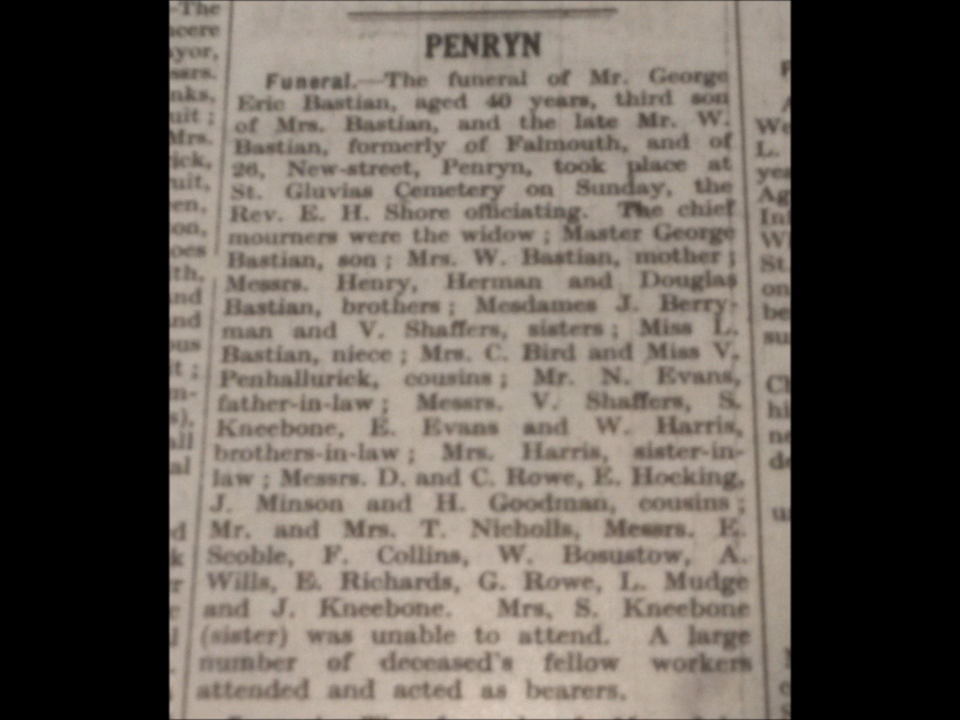 PENRYN
Funeral.—The funeral of Mr. George
Eric Bastian, aged 40 years, third son
of Mrs. Bastian, and the late Mr. W.
Bastian, formerly of Falmouth, and of
26, New-street, Penryn, took place at
St. Gluvias Cemetery on Sunday, the
Rev. E. H. Shore officiating. The chief
mourners were the widow; Master George
Bastian, son; Mrs. W. Bastian, mother;
Messrs. Henry, Herman and Douglas
Bastian, brothers; Mesdames J. Berry-
man and V. Shaffers, sisters; Miss L.
Bastian, niece; Mrs. C. Bird and Miss V.
Penhallurick, cousins; Mr. N. Evans,
father-in-law; Messrs. V. Shaffers, S.
Kneebone, E. Evans and W. Harris,
brothers-in-law; Mrs. Harris, sister-in-
law; Messrs. D. and C. Rowe, E. Hocking,
J. Minson and H. Goodman, cousins;
Mr. and Mrs. T. Nicholls, Messrs. E.
Scoble, F. Collins, W. Bosustow, A.
Wills, E. Richards, G. Rowe, L. Mudge
and J. Kneebone. Mrs, S. Kneebone
(sister) was unable to attend. A large
number of deceased's fellow workers
attended and acted as bearers.